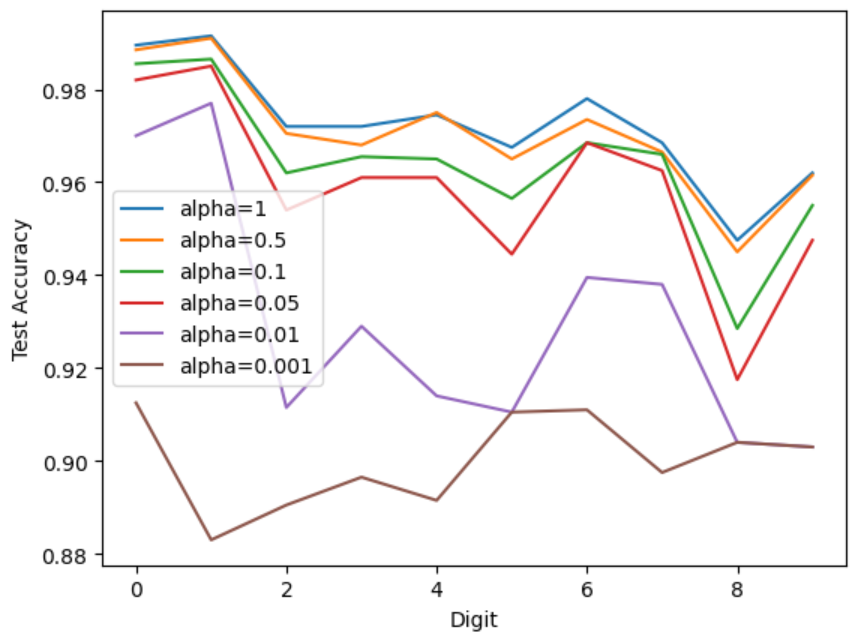 0.98
0.96
0.94
0.92
0.90
0.88
Test Accuracy
alpha=1
alpha=0.5
alpha=0.1
alpha=0.05
alpha=0.01
alpha=0.001
0 2 4 6 8
Digit